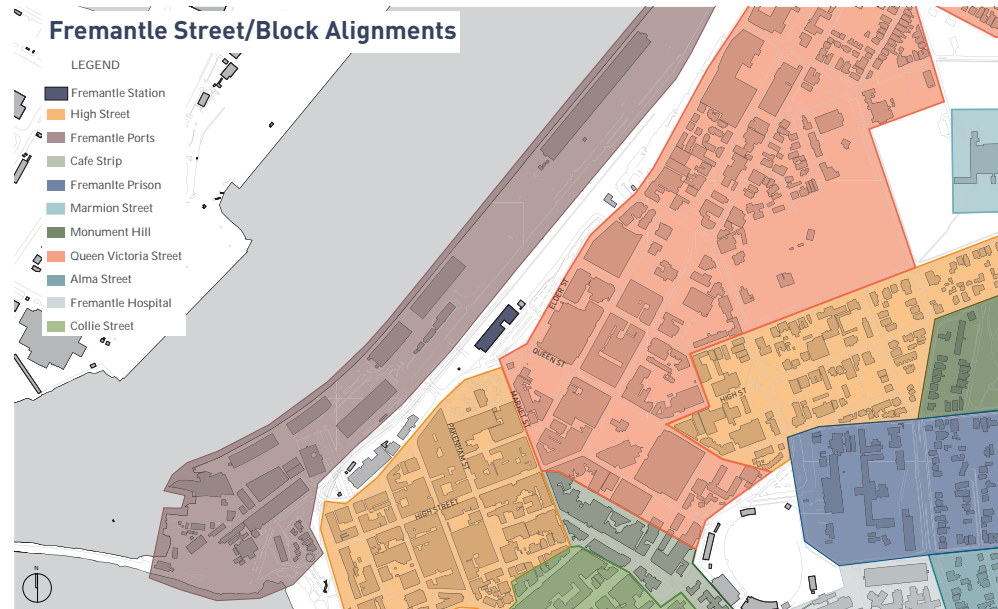 Fremantle Street/Block Alignments
LEGEND
Fremantle Station
High Street
Fremantle Ports
Cafe Strip
Fremanlte Prison
Marmion Street
Monument Hill
Queen Victoria Street
Alma Street
Fremantle Hospital
Collie Street
ELDER ST
QUEEN ST
MARKET ST
HIGH ST
PAKENHAM ST
HIGH STREET
N